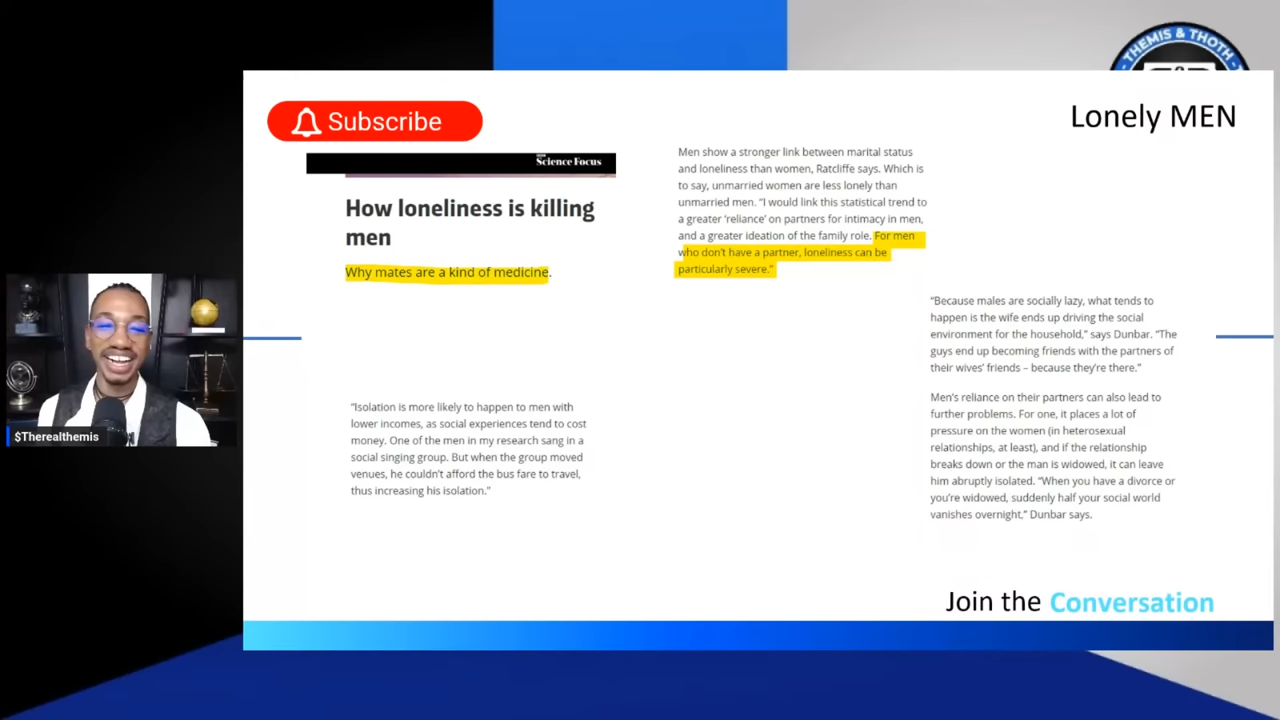 THEMIS & THOTH
Subscribe
Lonely MEN
Science Focus
How loneliness is killing
men
Why mates are a kind of medicine.
Men show a stronger link between marital status
and loneliness than women, Ratcliffe says. Which is
to say, unmarried women are less lonely than
unmarried men. “I would link this statistical trend to
a greater ‘reliance’ on partners for intimacy in men,
and a greater ideation of the family role. For men
who don’t have a partner, loneliness can be
particularly severe.”
“Because males are socially lazy, what tends to
happen is the wife ends up driving the social
environment for the household,” says Dunbar. “The
guys end up becoming friends with the partners of
their wives’ friends – because they’re there.”
Men’s reliance on their partners can also lead to
further problems. For one, it places a lot of
pressure on the women (in heterosexual
relationships, at least), and if the relationship
breaks down or the man is widowed, it can leave
him abruptly isolated. “When you have a divorce or
you’re widowed, suddenly half your social world
vanishes overnight,” Dunbar says.
“Isolation is more likely to happen to men with
lower incomes, as social experiences tend to cost
money. One of the men in my research sang in a
social singing group. But when the group moved
venues, he couldn’t afford the bus fare to travel,
thus increasing his isolation.”
$Therealthemis
Join the Conversation